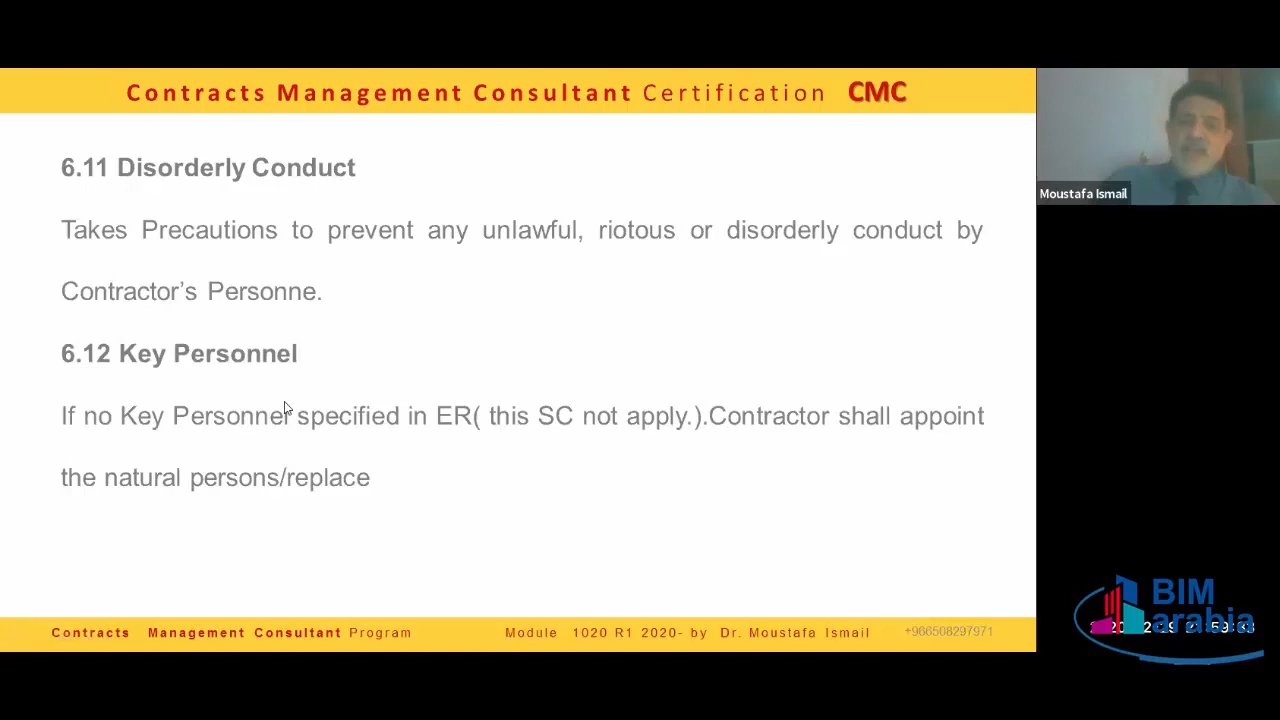 Contracts Management Consultant Certification CMC
Moustafa Ismail
6.11 Disorderly Conduct
Takes Precautions to prevent any unlawful, riotous or disorderly conduct by
Contractor's Personne.
6.12 Key Personnel
If no Key Personnel specified in ER( this SC not apply.).Contractor shall appoint
the natural persons/replace
Contracts Management Consultant Program
Module 1020 R1 2020- by Dr. Moustafa Ismail
+966508297971
BIM
arabia